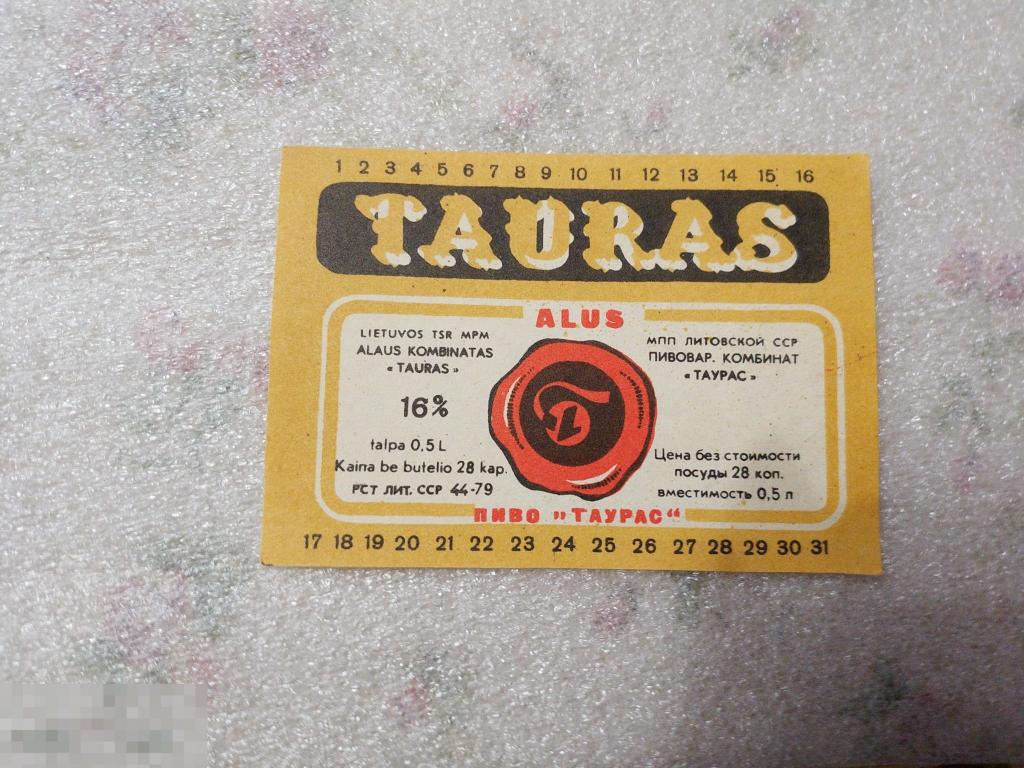 1 2 3 4 5 6 7 8 9 10 11 12 13 14 15 16
TAURAS
ALUS
LIETUVOS TSR MPM
ALAUS KOMBINATAS
«TAURAS»
16%
talpa 0,5 L
Kaina be butelio 28 kap.
РСТ ЛИТ. ССР 44-79
МПП ЛИТОВСКОЙ ССР
ПИВОВАР. КОМБИНАТ
«ТАУРАС»
Цена без стоимости
посуды 28 коп.
вместимость 0,5 л
ПИВО „ТАУРАС“
17 18 19 20 21 22 23 24 25 26 27 28 29 30 31